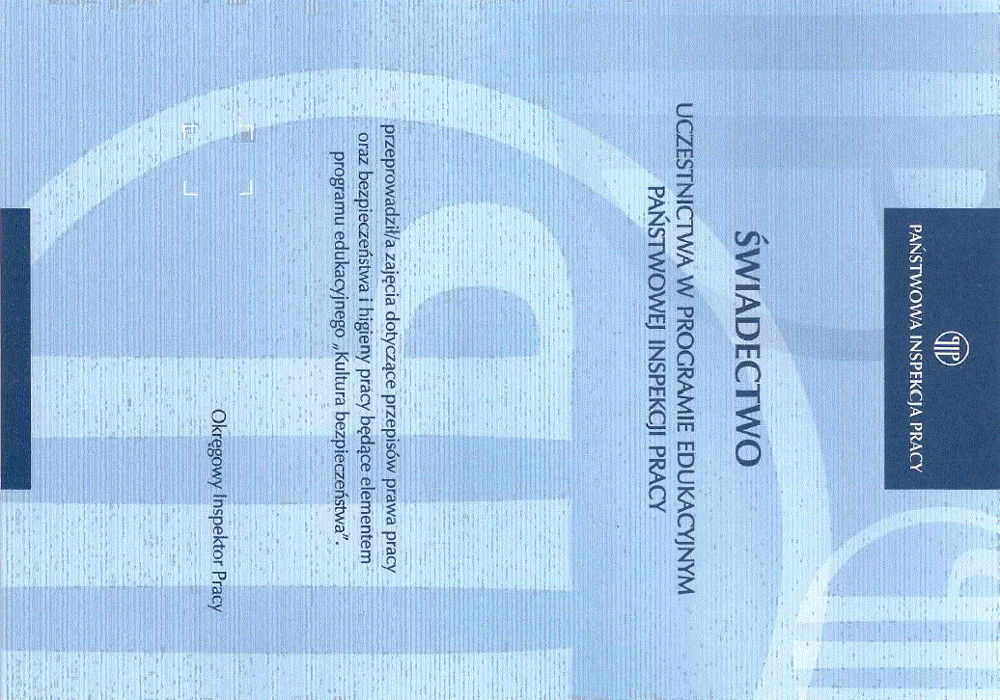 PAŃSTWOWA INSPEKCJA PRACY
ŚWIADECTWO
UCZESTNICTWA W PROGRAMIE EDUKACYJNYM
PAŃSTWOWEJ INSPEKCJI PRACY
przeprowadził/a zajęcia dotyczące przepisów prawa pracy
oraz bezpieczeństwa i higieny pracy będące elementem
programu edukacyjnego „Kultura bezpieczeństwa”.
Okręgowy Inspektor Pracy